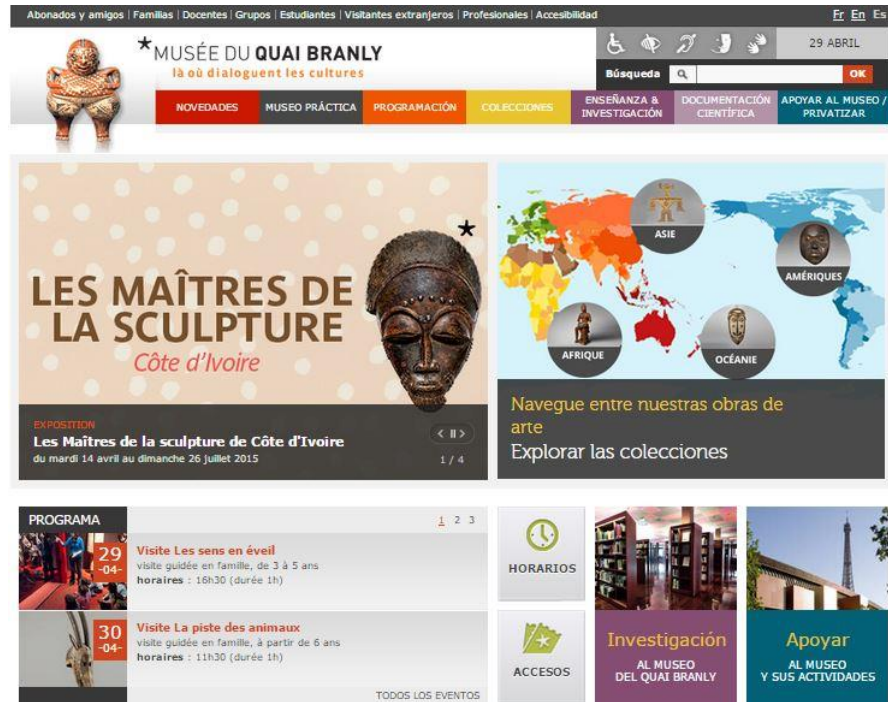 Abonados y amigos | Familias | Docentes | Grupos | Estudiantes | Visitantes extranjeros | Profesionales | Accesibilidad
Fr En Es
*MUSÉE DU QUAI BRANLY
là où dialoguent les cultures
29 ABRIL
Búsqueda
OK
NOVEDADES
MUSEO PRÁCTICA
PROGRAMACIÓN
COLECCIONES
ENSEÑANZA &
INVESTIGACIÓN
DOCUMENTACIÓN
CIENTÍFICA
APOYAR AL MUSEO /
PRIVATIZAR
LES MAÎTRES DE
LA SCULPTURE
Côte d'Ivoire
EXPOSITION
Les Maîtres de la sculpture de Côte d'Ivoire
du mardi 14 avril au dimanche 26 juillet 2015
1 / 4
ASIE
AMÉRIQUES
AFRIQUE
OCÉANIE
Navegue entre nuestras obras de
arte
Explorar las colecciones
PROGRAMA
1 2 3
29
-04-
Visite Les sens en éveil
visite guidée en famille, de 3 à 5 ans
horaires : 16h30 (durée 1h)
30
-04-
Visite La piste des animaux
visite guidée en famille, à partir de 6 ans
horaires : 11h30 (durée 1h)
TODOS LOS EVENTOS
HORARIOS
ACCESOS
Investigación
AL MUSEO
DEL QUAI BRANLY
Apoyar
AL MUSEO
Y SUS ACTIVIDADES